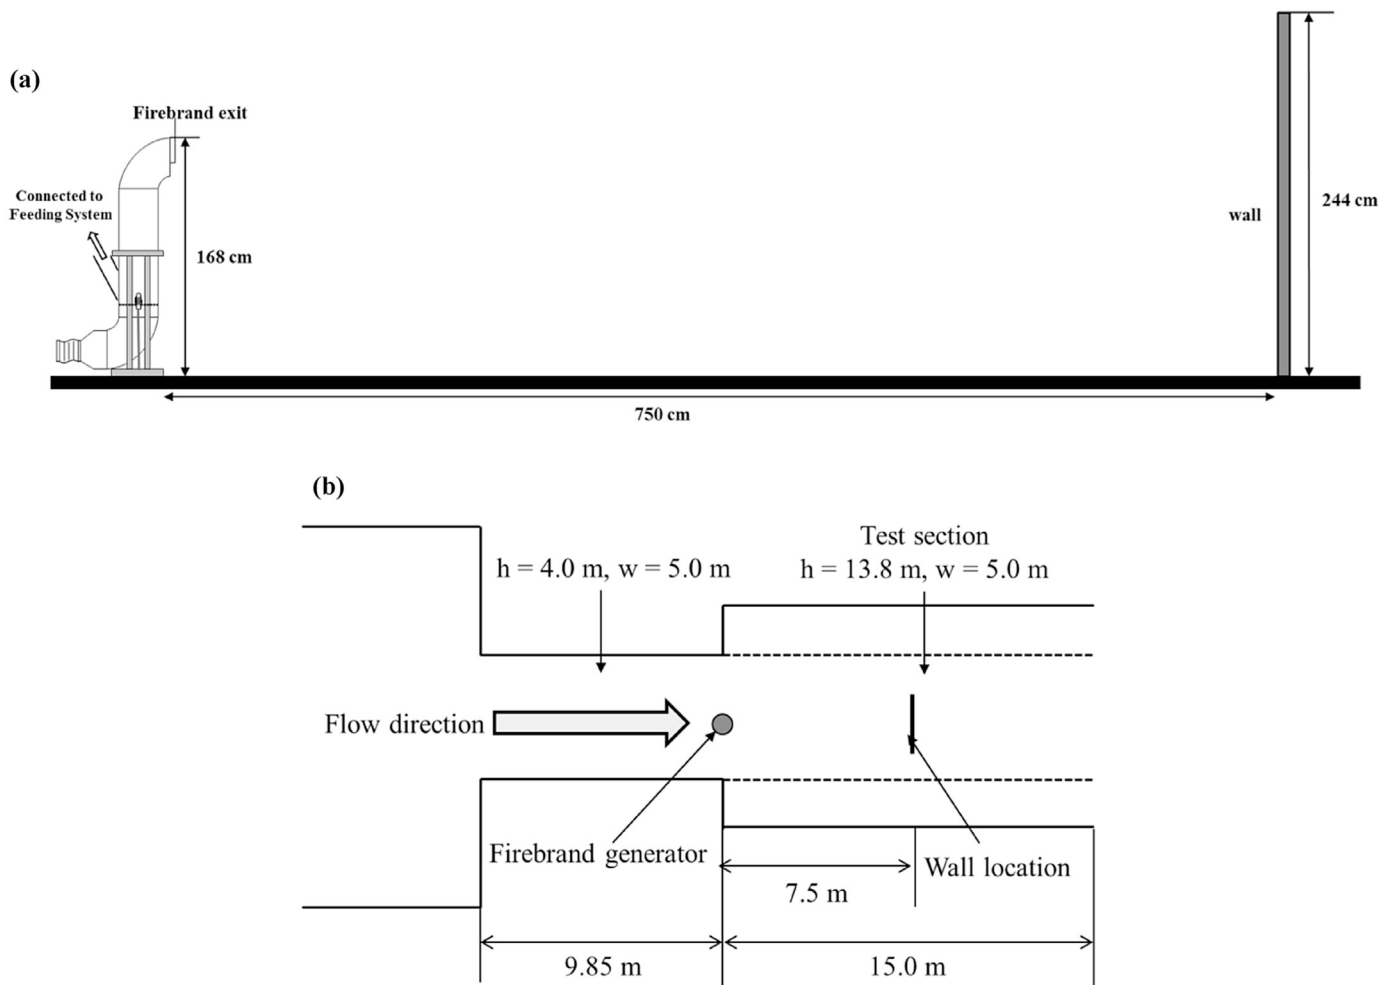 (a)
Firebrand exit
Connected to
Feeding System
168 cm
wall
244 cm
750 cm
(b)
Test section
h = 4.0 m, w = 5.0 m
h = 13.8 m, w = 5.0 m
Flow direction
Firebrand generator
Wall location
7.5 m
9.85 m
15.0 m